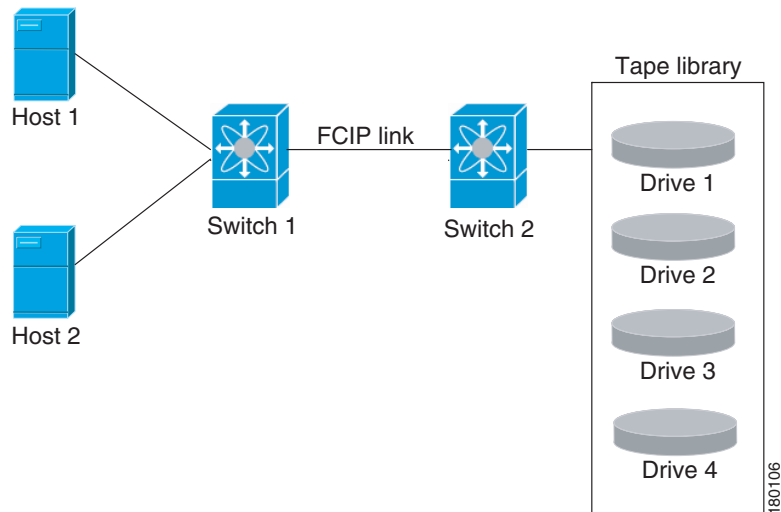 Host 1
Host 2
Switch 1
FCIP link
Switch 2
Tape library
Drive 1
Drive 2
Drive 3
Drive 4
180106